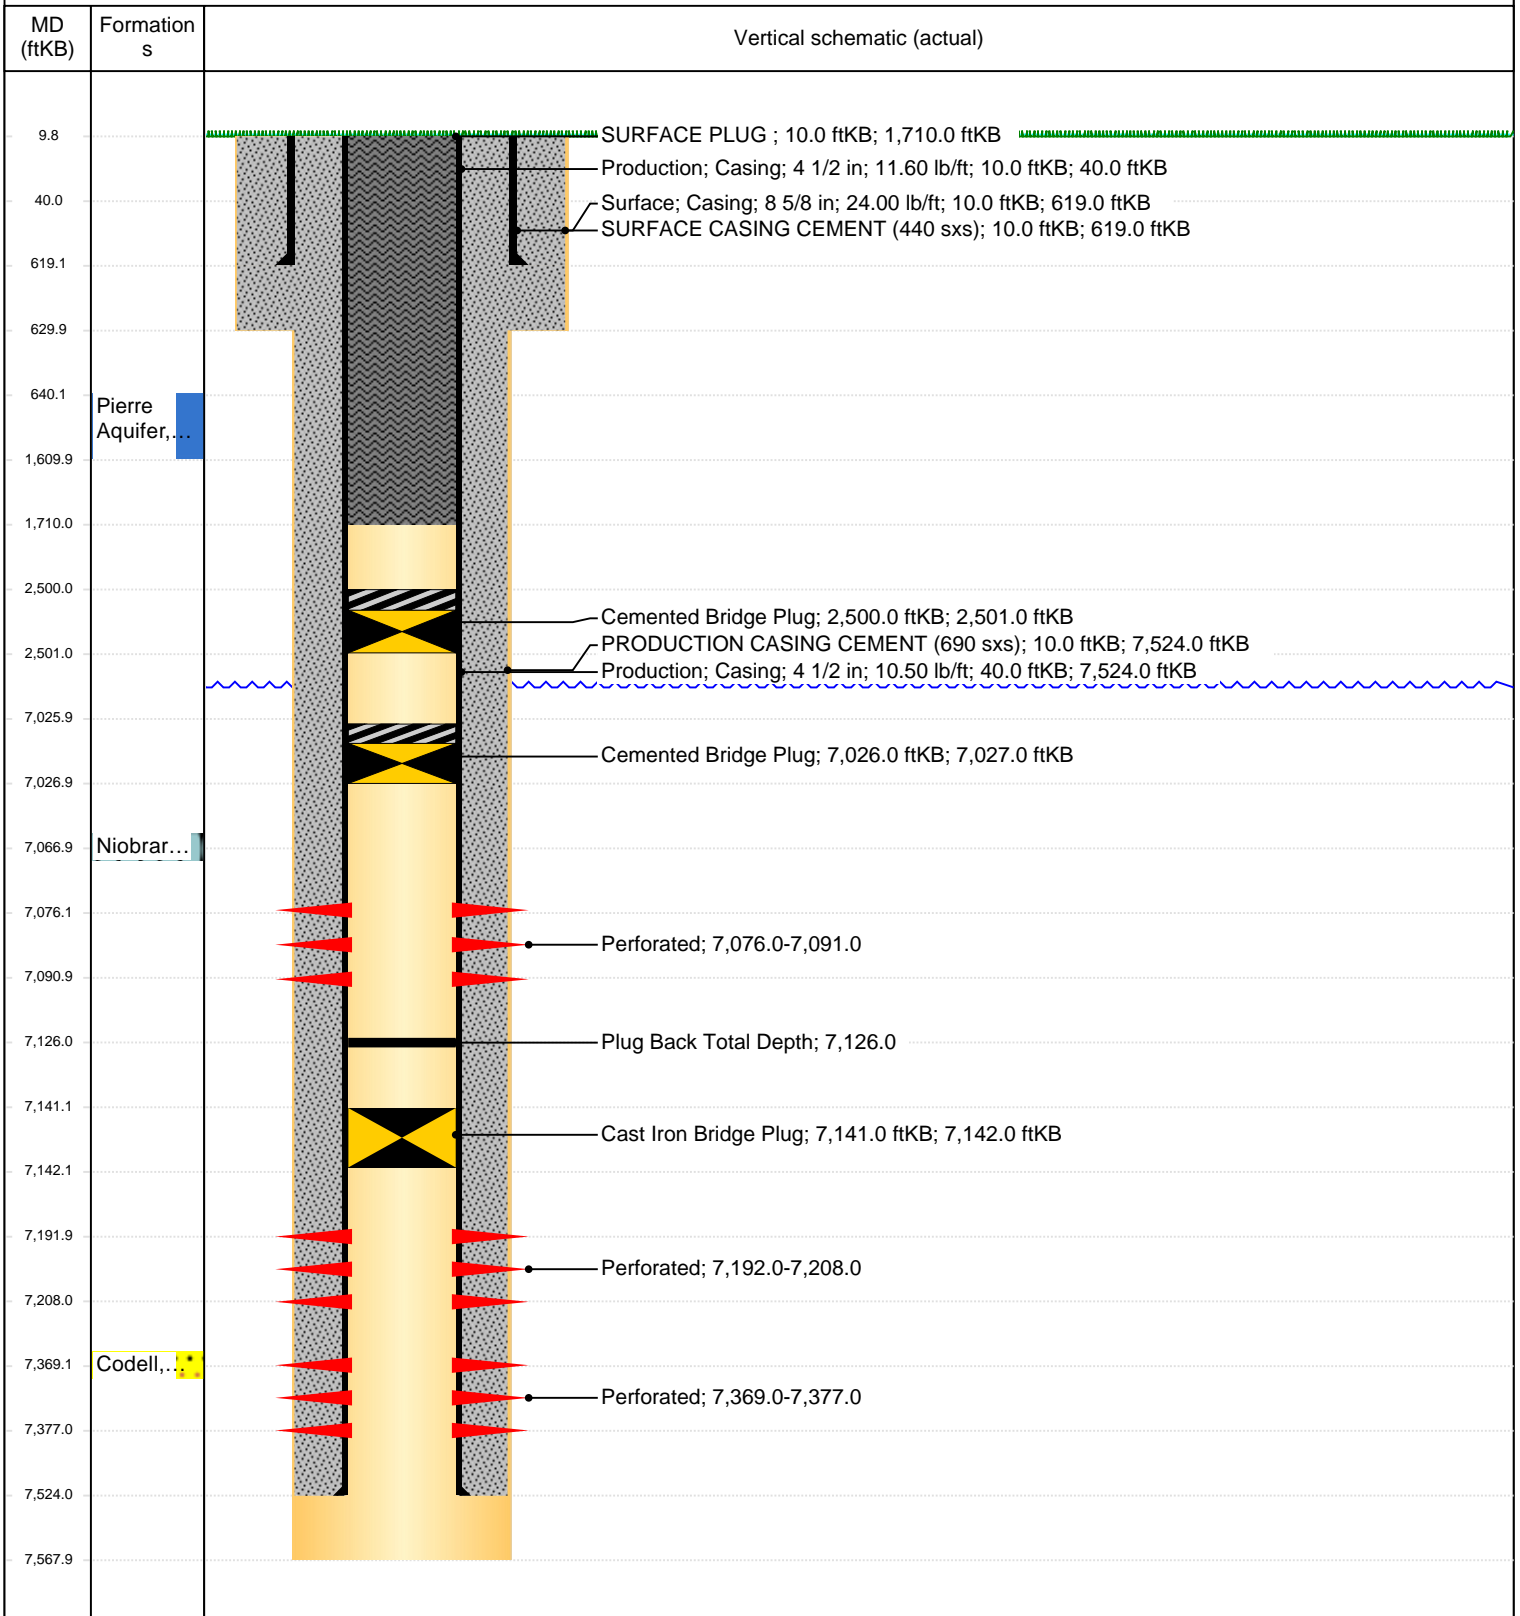 MD
(ftKB)
Formation
s
Vertical schematic (actual)
9.8
SURFACE PLUG ; 10.0 ftKB; 1,710.0 ftKB
Production; Casing; 4 1/2 in; 11.60 lb/ft; 10.0 ftKB; 40.0 ftKB
40.0
Surface; Casing; 8 5/8 in; 24.00 lb/ft; 10.0 ftKB; 619.0 ftKB
SURFACE CASING CEMENT (440 sxs); 10.0 ftKB; 619.0 ftKB
619.1
629.9
640.1
Pierre
Aquifer,...
1,609.9
1,710.0
2,500.0
Cemented Bridge Plug; 2,500.0 ftKB; 2,501.0 ftKB
PRODUCTION CASING CEMENT (690 sxs); 10.0 ftKB; 7,524.0 ftKB
2,501.0
Production; Casing; 4 1/2 in; 10.50 lb/ft; 40.0 ftKB; 7,524.0 ftKB
7,025.9
Cemented Bridge Plug; 7,026.0 ftKB; 7,027.0 ftKB
7,026.9
7,066.9
Niobrar...
7,076.1
Perforated; 7,076.0-7,091.0
7,090.9
7,126.0
Plug Back Total Depth; 7,126.0
7,141.1
Cast Iron Bridge Plug; 7,141.0 ftKB; 7,142.0 ftKB
7,142.1
7,191.9
Perforated; 7,192.0-7,208.0
7,208.0
7,369.1
Codell,...
Perforated; 7,369.0-7,377.0
7,377.0
7,524.0
7,567.9